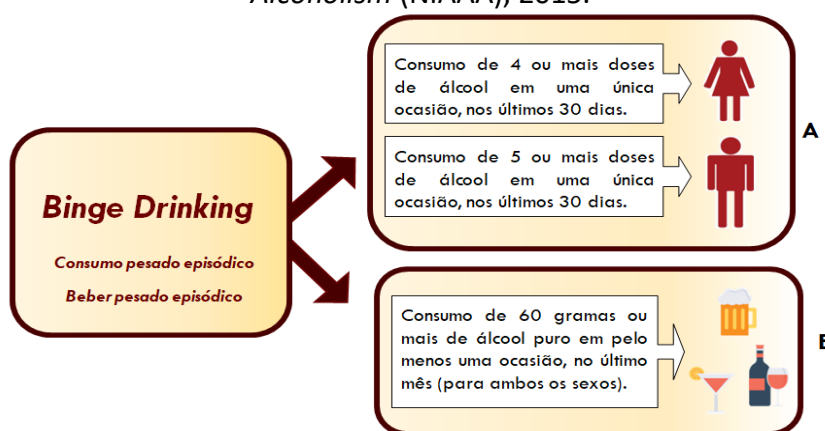 Alcoholism (NIAAA), 2015.
Consumo de 4 ou mais doses
de álcool em uma única
ocasião, nos últimos 30 dias.
A
Consumo de 5 ou mais doses
de álcool em uma única
ocasião, nos últimos 30 dias.
Binge Drinking
Consumo pesado episódico
Beber pesado episódico
Consumo de 60 gramas ou
mais de álcool puro em pelo
menos uma ocasião, no último
mês (para ambos os sexos).